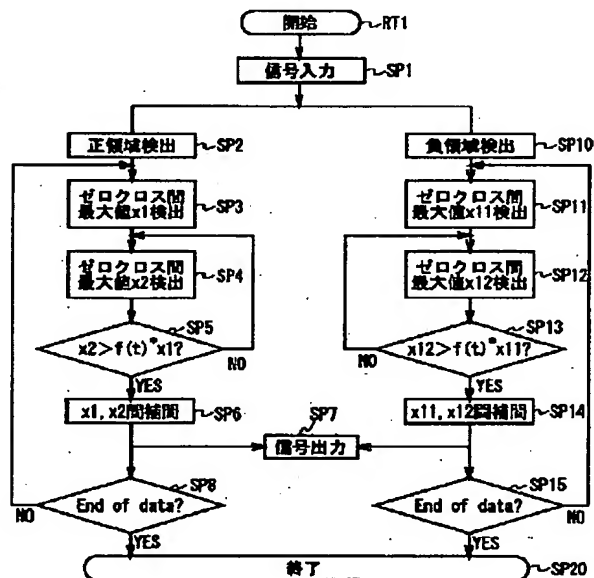 開始 RT1
信号入力 SP1
正領域検出 SP2
負領域検出 SP10
ゼロクロス間
最大値x1検出 SP3
ゼロクロス間
最大値x11検出 SP11
ゼロクロス間
最大値x2検出 SP4
ゼロクロス間
最大値x12検出 SP12
SP5
x2>f(t)*x1?
NO
YES
SP13
x12>f(t)*x11?
NO
YES
x1,x2間補間 SP6
SP7
信号出力
x11,x12間補間 SP14
SP8
End of data?
NO
YES
SP15
End of data?
NO
YES
終了 SP20